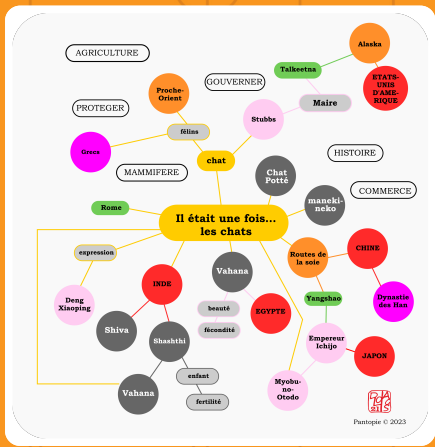 AGRICULTURE
Alaska
Talkeetna
GOUVERNER
ETATS-
UNIS
D'AME-
RIQUE
Proche-
Orient
Maire
PROTEGER
Stubbs
félins
Grecs
chat
HISTOIRE
MAMMIFERE
Chat
Potté
COMMERCE
maneki-
neko
Rome
Il était une fois...
les chats
expression
Routes de
la soie
CHINE
INDE
Vahana
Deng
Xiaoping
Yangshao
Dynastie
des Han
beauté
EGYPTE
fécondité
Shiva
Shashthi
Empereur
Ichijo
JAPON
enfant
Vahana
Myobu-
no-
Otodo
fertilité
Pantopie © 2023